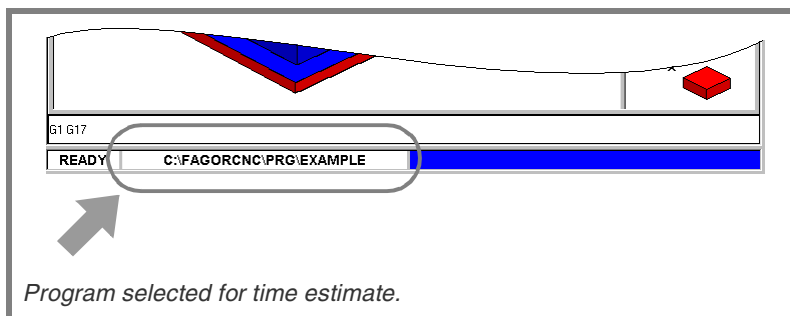 G1 G17
READY C:\FAGORCNC\PRG\EXAMPLE
Program selected for time estimate.